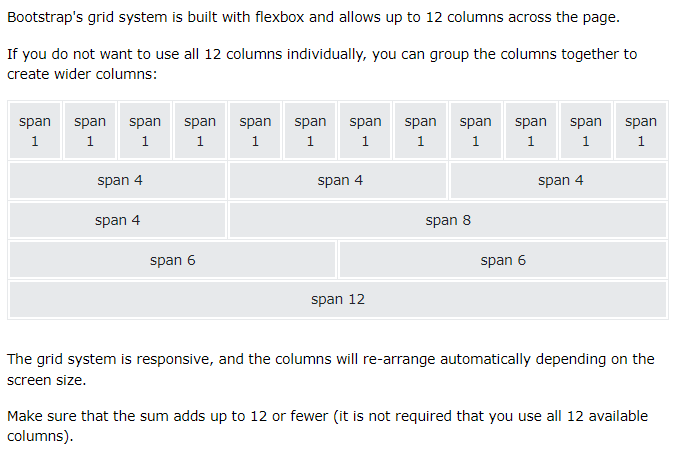 Bootstrap's grid system is built with flexbox and allows up to 12 columns across the page.
If you do not want to use all 12 columns individually, you can group the columns together to
create wider columns:
span span span span span span span span span span span span
1 1 1 1 1 1 1 1 1 1 1 1
span 4 span 4 span 4
span 4 span 8
span 6 span 6
span 12
The grid system is responsive, and the columns will re-arrange automatically depending on the
screen size.
Make sure that the sum adds up to 12 or fewer (it is not required that you use all 12 available
columns).